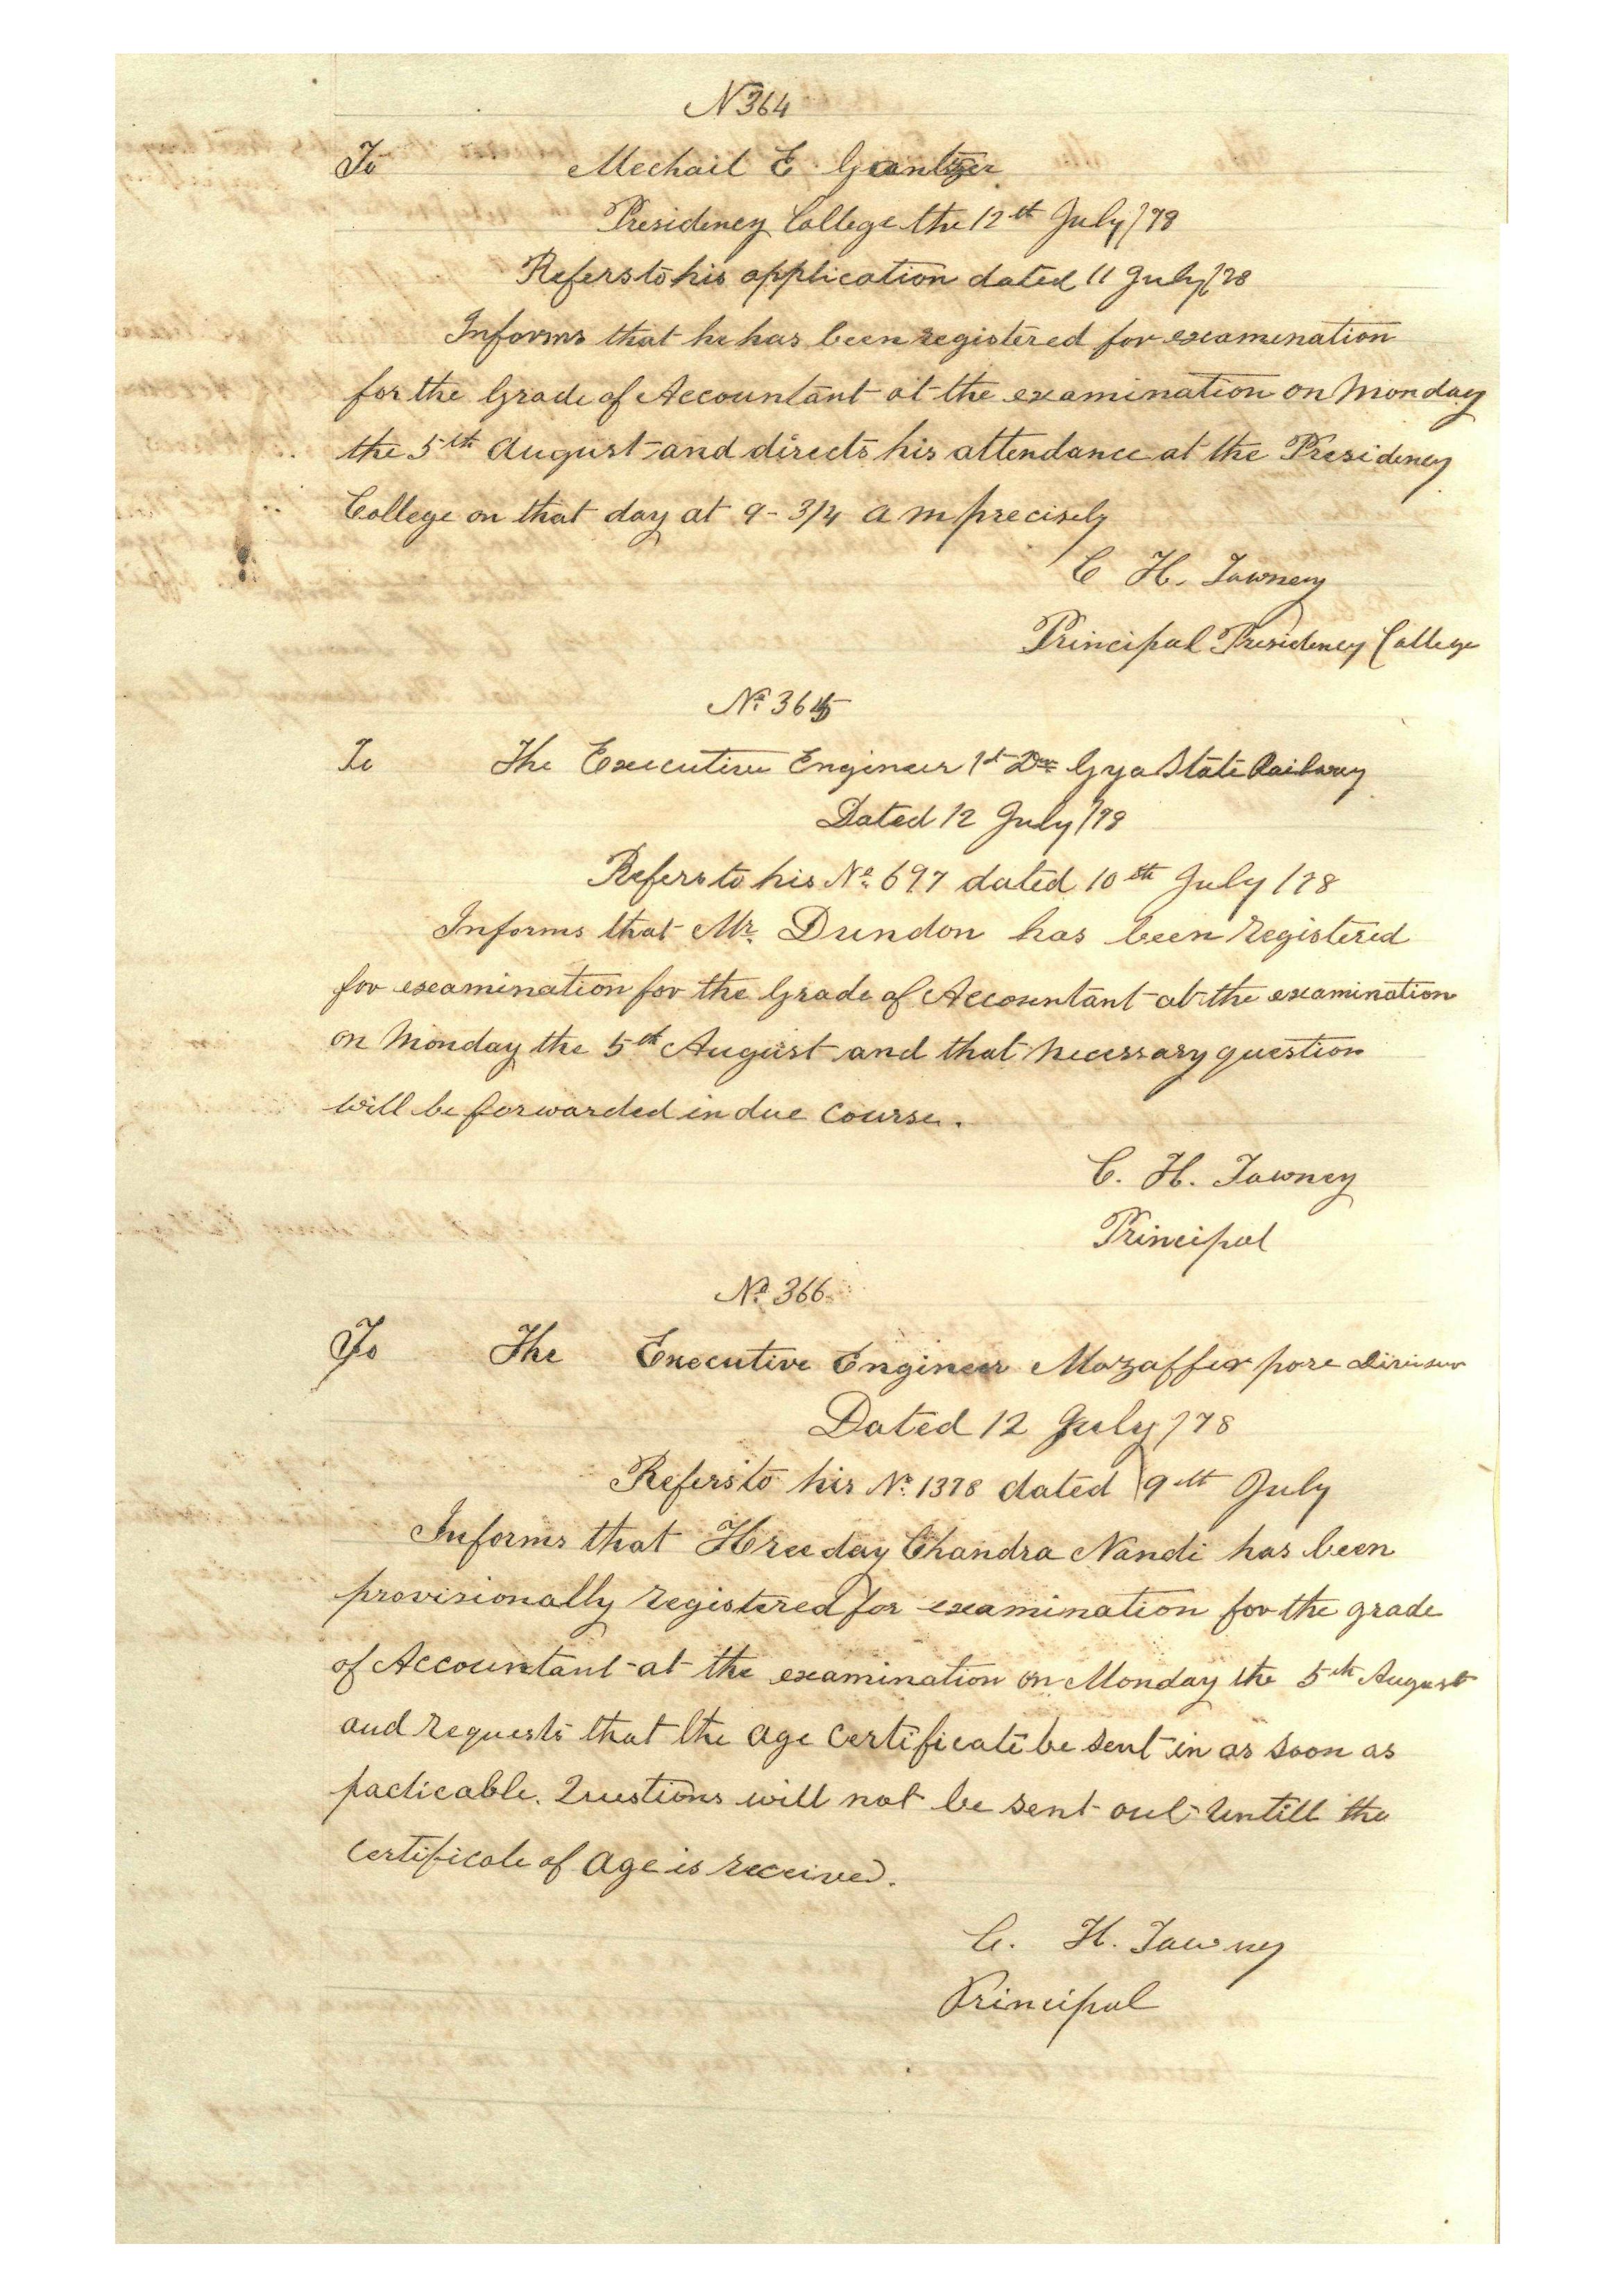 N 364
To Mechail E. Gantzer
Presidency College the 12th July/78
Refers to his application dated 11 July/78
Informs that he has been registered for examination
for the Grade of Accountant at the examination on Monday
the 5th August and directs his attendance at the Presidency
College on that day at 9-3/4 a m precisely
C H. Tawney
Principal Presidency College
No. 365
To The Executive Engineer 1st Dn Gya State Railway
Dated 12 July/78
Refers to his No. 697 dated 10th July/78
Informs that Mr. Dundon has been registered
for examination for the Grade of Accountant at the examination
on Monday the 5th August and that necessary question
will be forwarded in due course.
C. H. Tawney
Principal
No. 366
To The Executive Engineer Mozaffer pore Division
Dated 12 July/78
Refers to his No. 1378 dated 9th July
Informs that Hreeday Chandra Nandi has been
provisionally registered for examination for the grade
of Accountant at the examination on Monday the 5th August
and requests that the age certificate be sent in as soon as
pacticable. Questions will not be sent out untill the
certificate of age is received.
C. H. Tawney
Principal